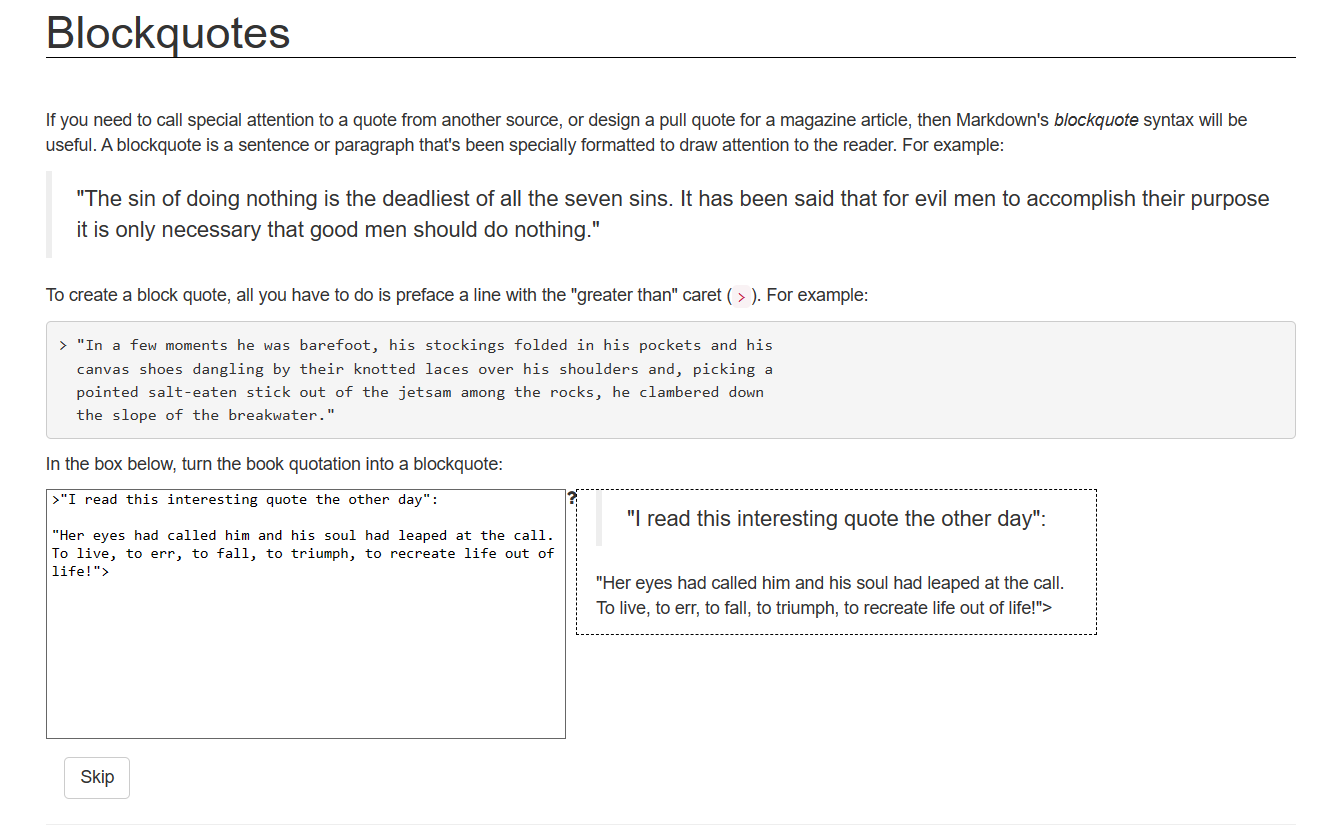 Blockquotes
If you need to call special attention to a quote from another source, or design a pull quote for a magazine article, then Markdown's blockquote syntax will be
useful. A blockquote is a sentence or paragraph that's been specially formatted to draw attention to the reader. For example:
"The sin of doing nothing is the deadliest of all the seven sins. It has been said that for evil men to accomplish their purpose
it is only necessary that good men should do nothing."
To create a block quote, all you have to do is preface a line with the "greater than" caret ( > ). For example:
> "In a few moments he was barefoot, his stockings folded in his pockets and his
canvas shoes dangling by their knotted laces over his shoulders and, picking a
pointed salt-eaten stick out of the jetsam among the rocks, he clambered down
the slope of the breakwater."
In the box below, turn the book quotation into a blockquote:
>"I read this interesting quote the other day":
"Her eyes had called him and his soul had leaped at the call.
To live, to err, to fall, to triumph, to recreate life out of
life!">
?
"I read this interesting quote the other day":
"Her eyes had called him and his soul had leaped at the call.
To live, to err, to fall, to triumph, to recreate life out of life!">
Skip